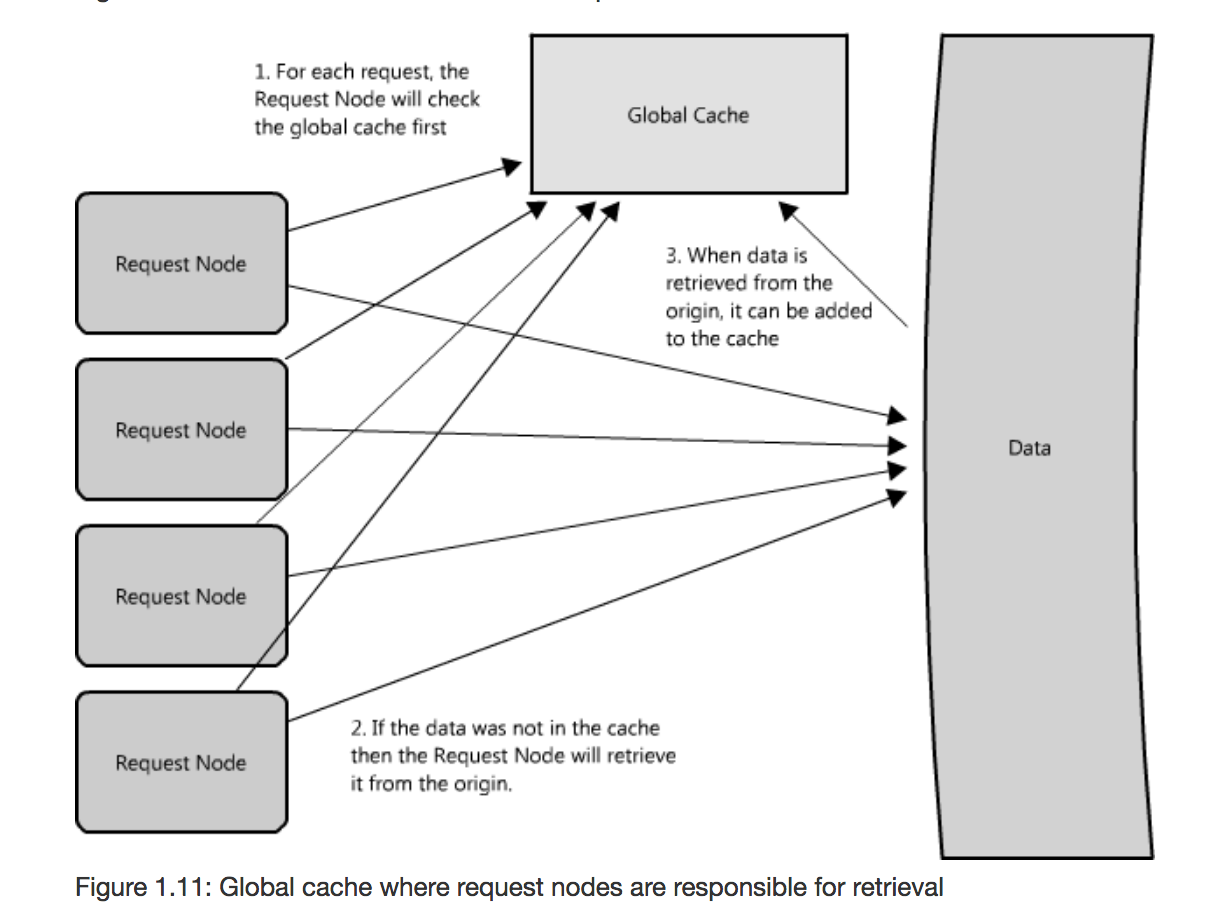 1. For each request, the
Request Node will check
the global cache first
Global Cache
Request Node
3. When data is
retrieved from the
origin, it can be added
to the cache
Request Node
Data
Request Node
Request Node
2. If the data was not in the cache
then the Request Node will retrieve
it from the origin.
Figure 1.11: Global cache where request nodes are responsible for retrieval